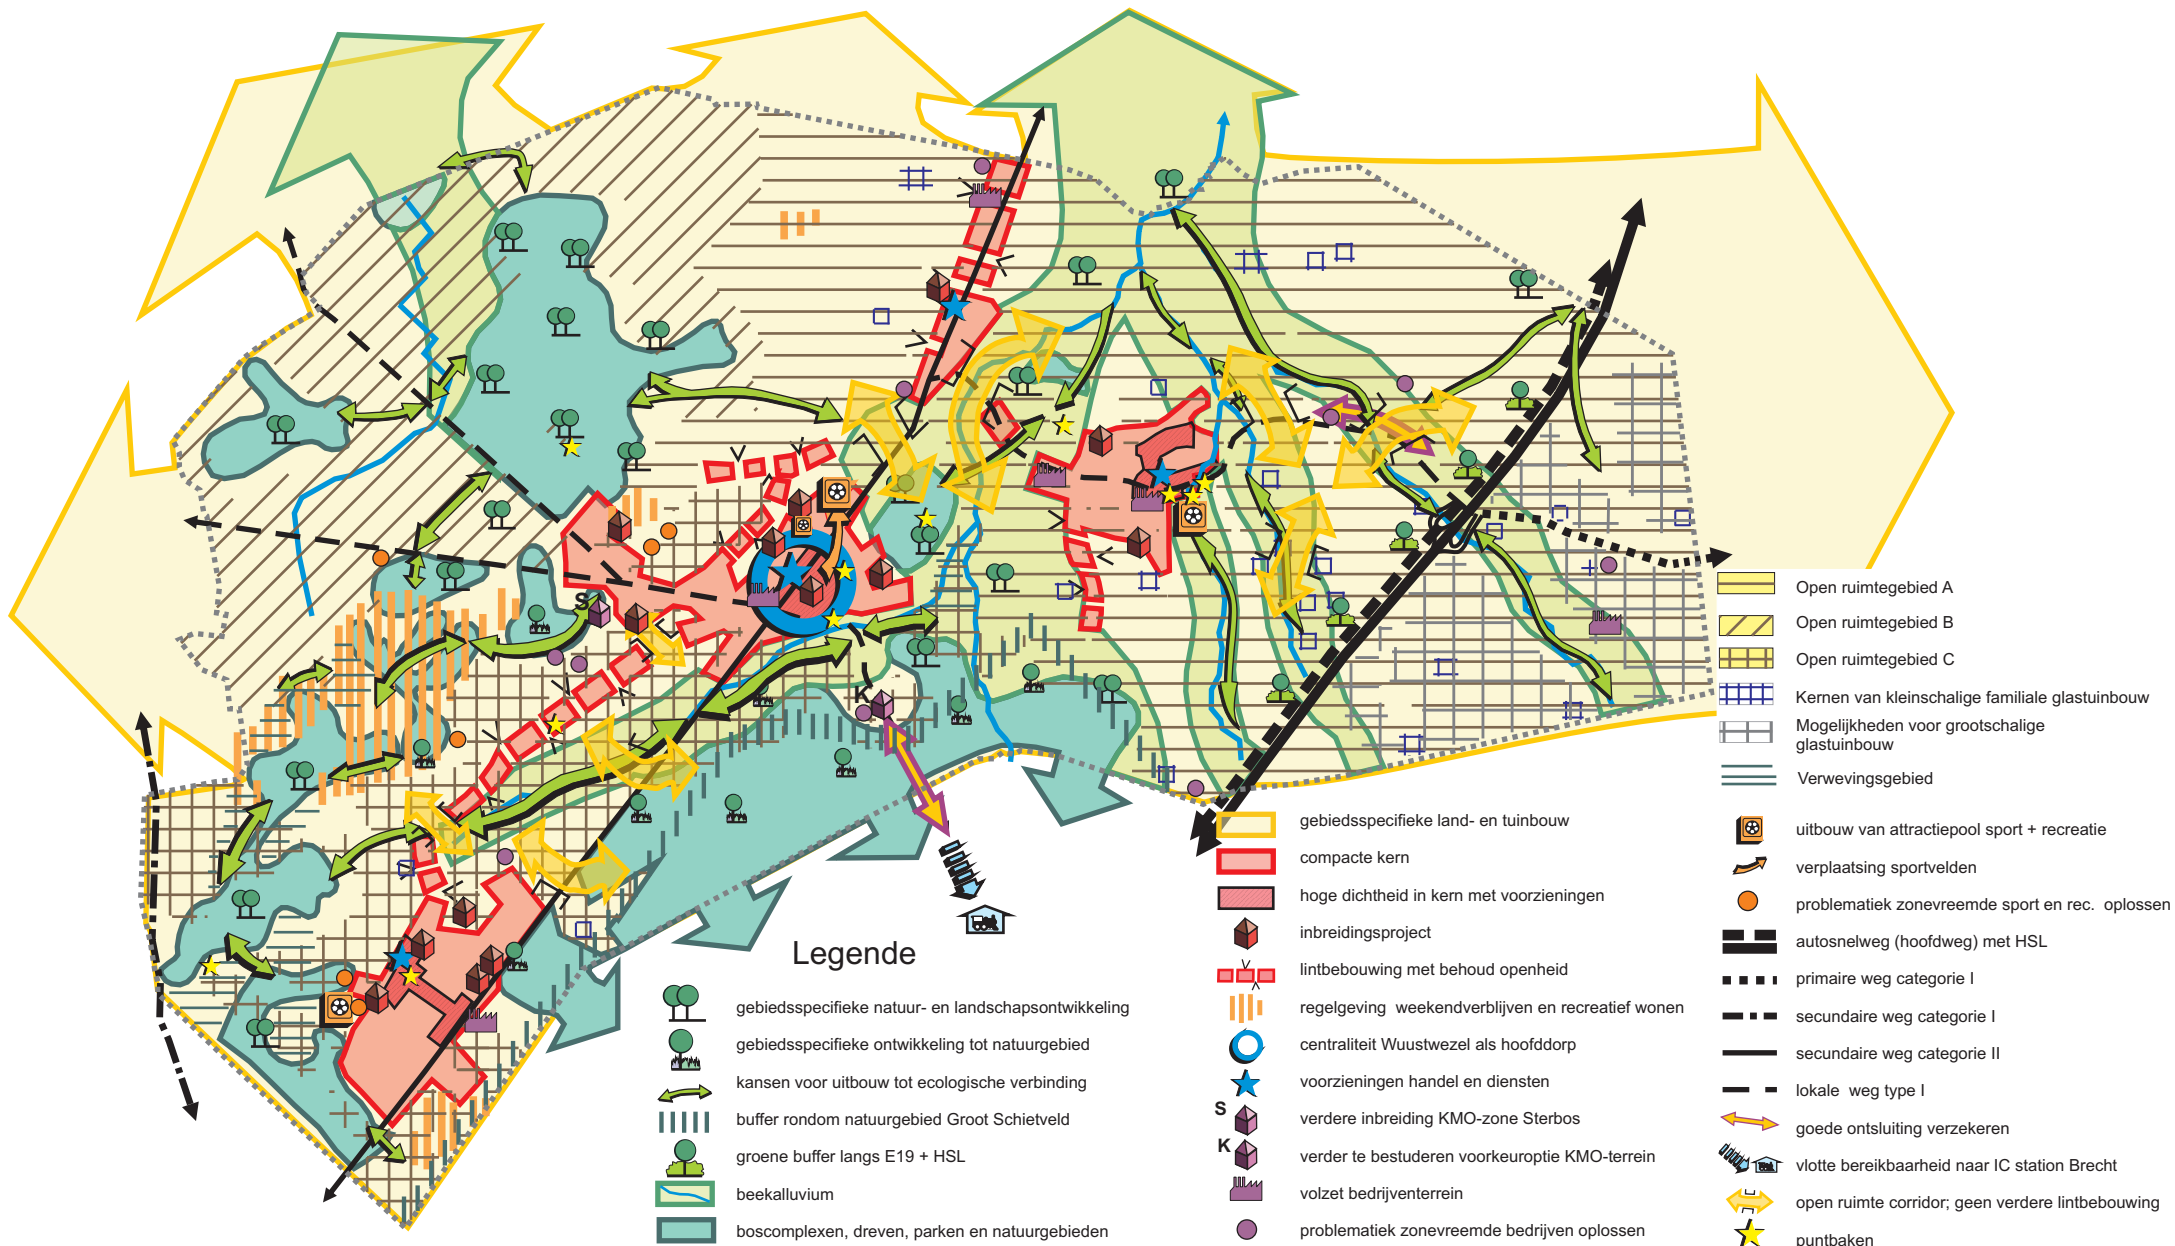 S
K
Legende
gebiedsspecifieke natuur- en landschapsontwikkeling
gebiedsspecifieke ontwikkeling tot natuurgebied
kansen voor uitbouw tot ecologische verbinding
buffer rondom natuurgebied Groot Schietveld
groene buffer langs E19 + HSL
beekalluvium
boscomplexen, dreven, parken en natuurgebieden
gebiedsspecifieke land- en tuinbouw
compacte kern
hoge dichtheid in kern met voorzieningen
inbreidingsproject
lintbebouwing met behoud openheid
regelgeving weekendverblijven en recreatief wonen
centraliteit Wuustwezel als hoofddorp
voorzieningen handel en diensten
S verdere inbreiding KMO-zone Sterbos
K verder te bestuderen voorkeuroptie KMO-terrein
volzet bedrijventerrein
problematiek zonevreemde bedrijven oplossen
Open ruimtegebied A
Open ruimtegebied B
Open ruimtegebied C
Kernen van kleinschalige familiale glastuinbouw
Mogelijkheden voor grootschalige
glastuinbouw
Verwevingsgebied
uitbouw van attractiepool sport + recreatie
verplaatsing sportvelden
problematiek zonevreemde sport en rec. oplossen
autosnelweg (hoofdweg) met HSL
primaire weg categorie I
secundaire weg categorie I
secundaire weg categorie II
lokale weg type I
goede ontsluiting verzekeren
vlotte bereikbaarheid naar IC station Brecht
open ruimte corridor; geen verdere lintbebouwing
puntbaken